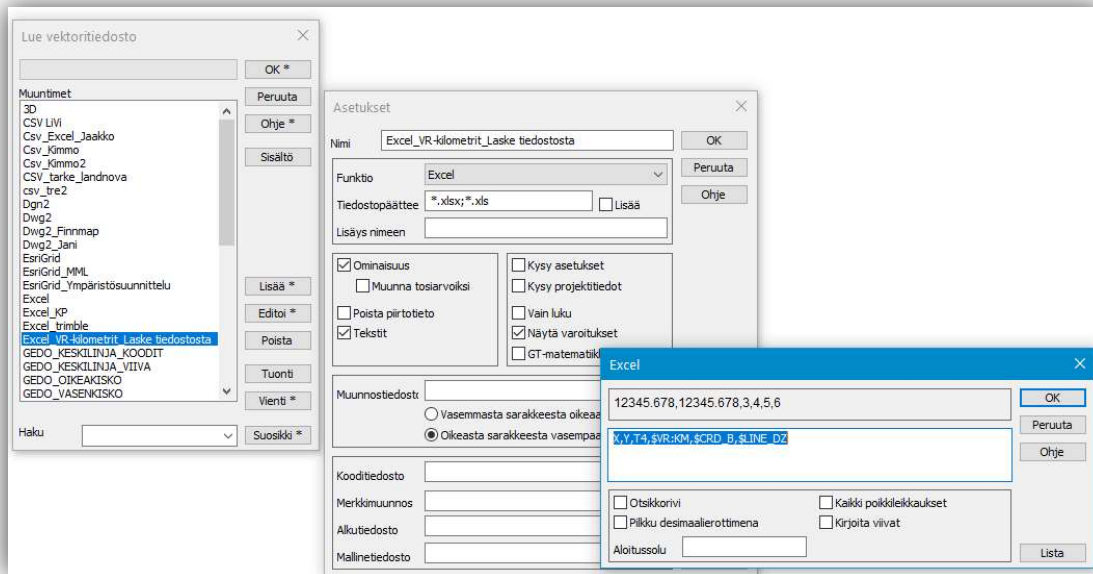 Lue vektoritiedosto
OK *
Muuntimet
Peruuta
3D
CSV LiVi
Csv_Excel_Jaakko
Csv_Kimmo
Csv_Kimmo2
CSV_tarke_landnova
csv_tre2
Dgn2
Dwg2
Dwg2_Finnmap
Dwg2_Jani
EsriGrid
EsriGrid_MML
EsriGrid_Ympäristösuunnittelu
Excel
Excel_KP
Excel_trimble
Excel_VR-kilometrit_Laske tiedostosta
GEDO_KESKILINJA_KOODIT
GEDO_KESKILINJA_VIIVA
GEDO_OIKEAKISKO
GEDO_VASENKISKO
Ohje *
Sisältö
Lisää *
Editoi *
Poista
Tuonti
Vienti *
Haku
Suosikki *
Asetukset
Nimi
Excel_VR-kilometrit_Laske tiedostosta
OK
Funktio
Excel
Peruuta
Tiedostopäättee
*.xlsx;*.xls
Lisää
Ohje
Lisäys nimeen
Ominaisuus
Muunna tosiarvoiksi
Poista piirtotieto
Tekstit
Kysy asetukset
Kysy projektitiedot
Vain luku
Näytä varoitukset
GT-matematiik
Muunnostiedosto
Vasemmasta sarakkeesta oikeaa
Oikeasta sarakkeesta vasempaa
Kooditiedosto
Merkkimuunnos
Alkutiedosto
Mallinetiedosto
Excel
12345.678,12345.678,3,4,5,6
OK
X,Y,T4,$VR:KM,$CRD_B,$LINE_DZ
Peruuta
Ohje
Otsikkorivi
Kaikki poikkileikkaukset
Pilkku desimaalierottimena
Kirjoita viivat
Aloitussolu
Lista